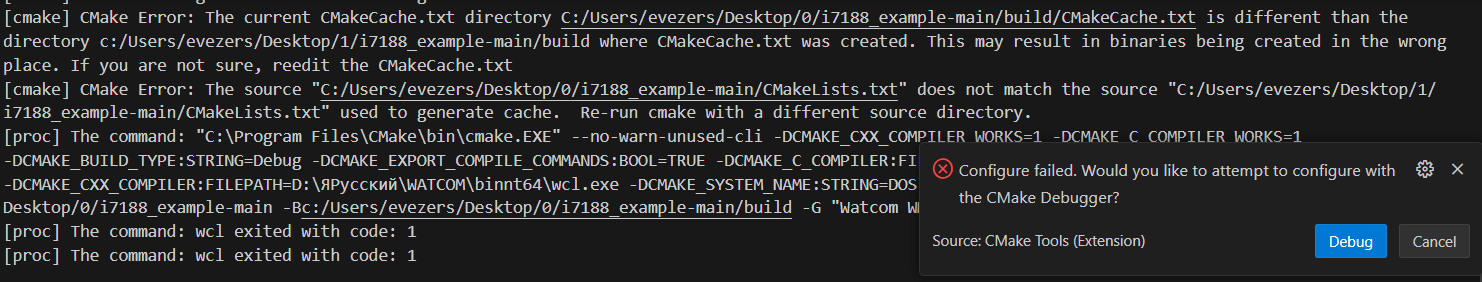 [cmake] CMake Error: The current CMakeCache.txt directory C:/Users/evezers/Desktop/0/i7188_example-main/build/CMakeCache.txt is different than the
directory c:/Users/evezers/Desktop/1/i7188_example-main/build where CMakeCache.txt was created. This may result in binaries being created in the wrong
place. If you are not sure, reedit the CMakeCache.txt
[cmake] CMake Error: The source "C:/Users/evezers/Desktop/0/i7188_example-main/CMakeLists.txt" does not match the source "C:/Users/evezers/Desktop/1/
i7188_example-main/CMakeLists.txt" used to generate cache.  Re-run cmake with a different source directory.
[proc] The command: "C:\Program Files\CMake\bin\cmake.EXE" --no-warn-unused-cli -DCMAKE_CXX_COMPILER_WORKS=1 -DCMAKE_C_COMPILER_WORKS=1
-DCMAKE_BUILD_TYPE:STRING=Debug -DCMAKE_EXPORT_COMPILE_COMMANDS:BOOL=TRUE -DCMAKE_C_COMPILER:FI
-DCMAKE_CXX_COMPILER:FILEPATH=D:\ЯРусский\WATCOM\binnt64\wcl.exe -DCMAKE_SYSTEM_NAME:STRING=DOS
Desktop/0/i7188_example-main -Bc:/Users/evezers/Desktop/0/i7188_example-main/build -G "Watcom
[proc] The command: wcl exited with code: 1
[proc] The command: wcl exited with code: 1
Configure failed. Would you like to attempt to configure with
the CMake Debugger?
Source: CMake Tools (Extension)
Debug
Cancel